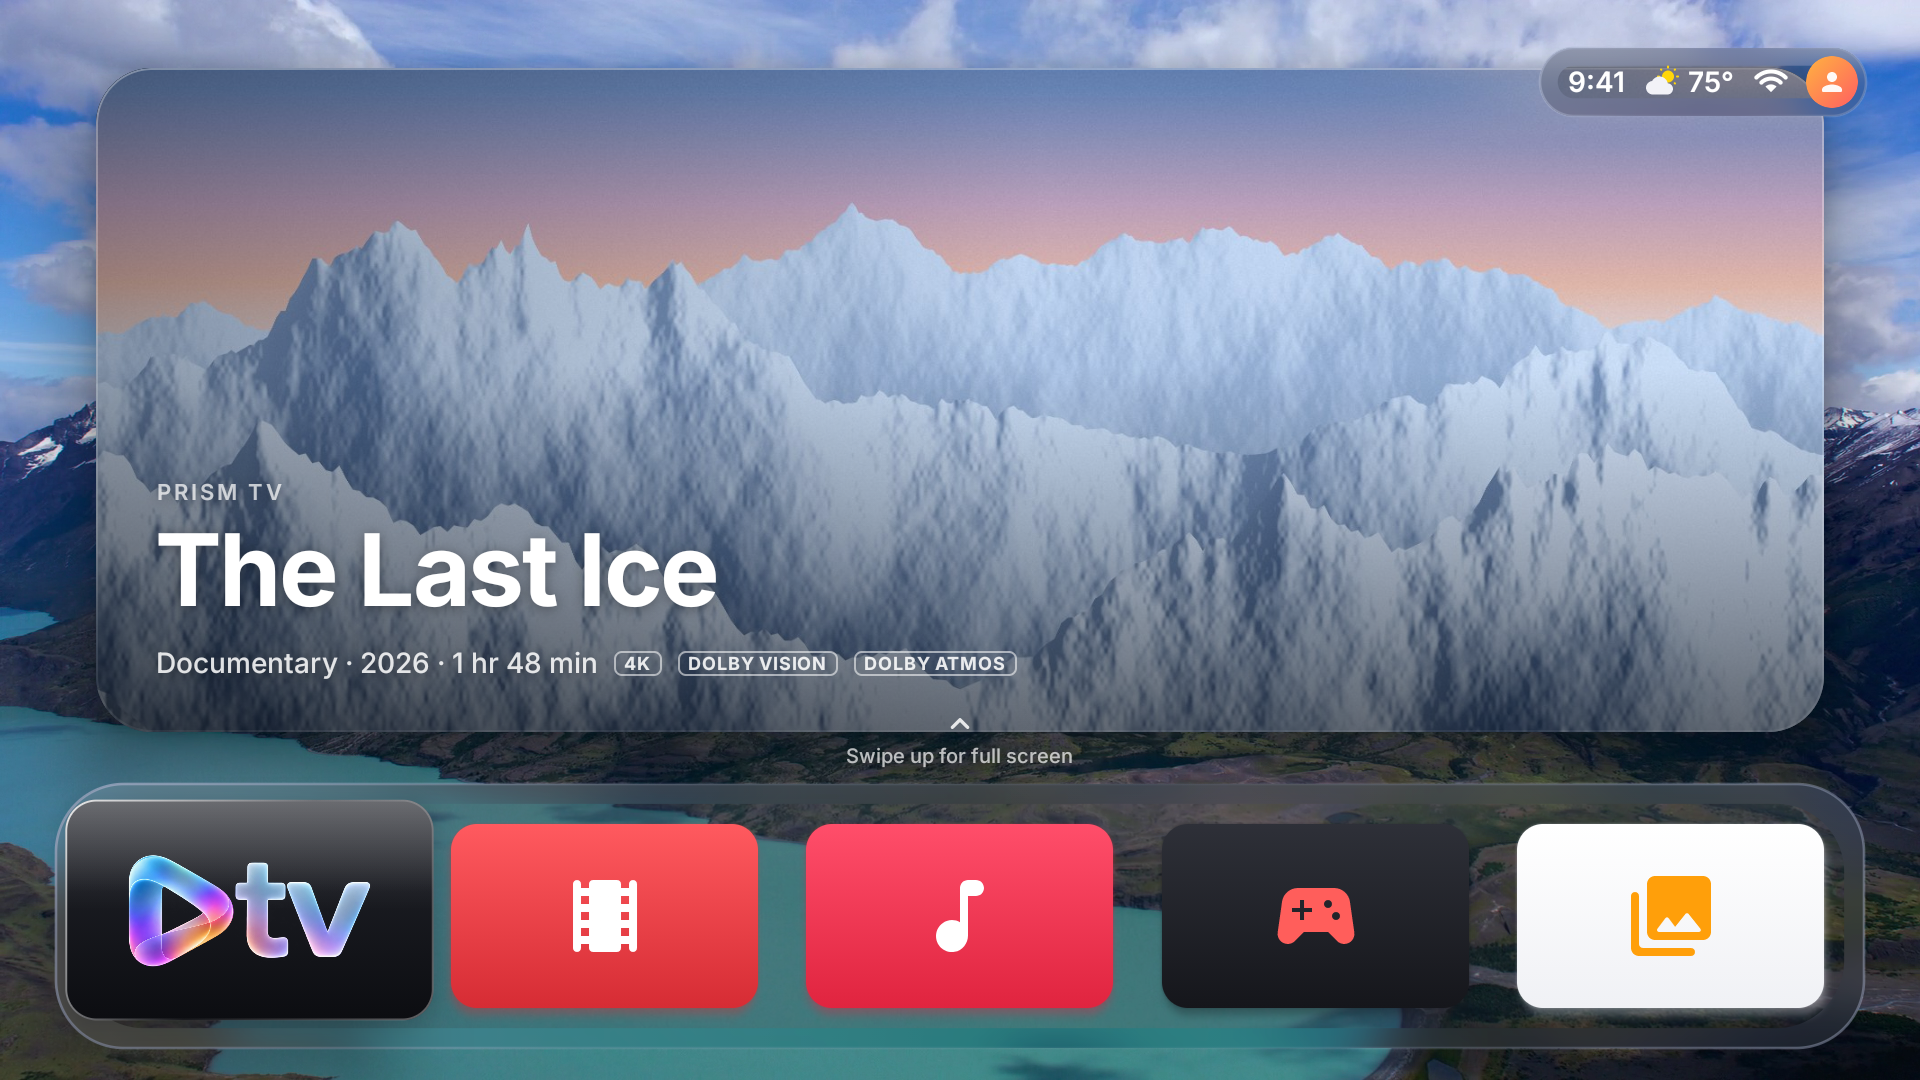 9:41 75°
PRISM TV
The Last Ice
Documentary · 2026 · 1 hr 48 min 4K DOLBY VISION DOLBY ATMOS
Swipe up for full screen
tv